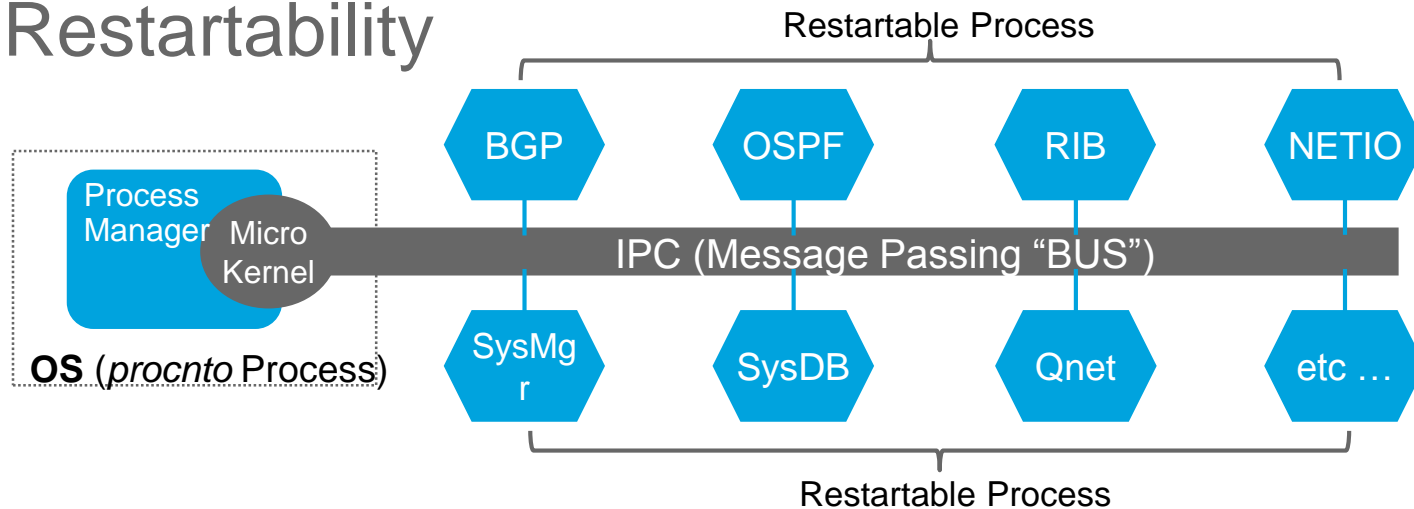 Restartability
Restartable Process
BGP
OSPF
RIB
NETIO
Process
Manager
Micro
Kernel
IPC (Message Passing “BUS”)
OS (procnto Process)
SysMg
r
SysDB
Qnet
etc …
Restartable Process